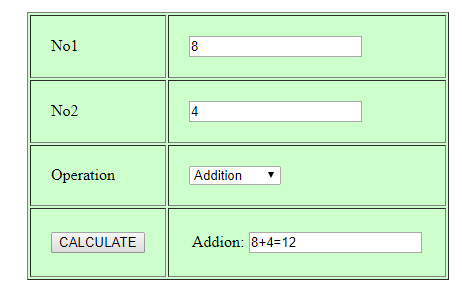 No1 8
No2 4
Operation Addition
CALCULATE Addion: 8+4=12